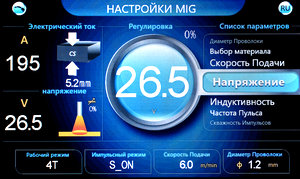 НАСТРОЙКИ MIG
RU
Электрический ток
Регулировка
Список параметров
A
195
CS
5.2mm
0%
Диаметр Проволоки
Выбор материала
Скорость Подачи
26.5
Напряжение
напряжение
V
26.5
0%
Индуктивность
Частота Пульса
Скважность Импульсов
Рабочий режим
4T
Импульсный режим
S_ON
Скорость Подачи
6.0 m/min
Диаметр Проволоки
ф 1.2 mm